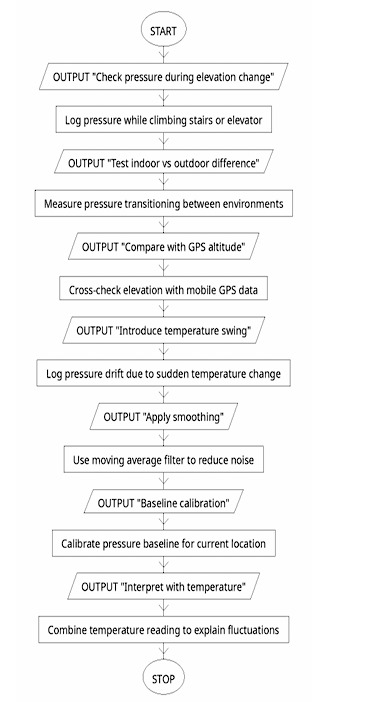 START
OUTPUT "Check pressure during elevation change"
Log pressure while climbing stairs or elevator
OUTPUT "Test indoor vs outdoor difference"
Measure pressure transitioning between environments
OUTPUT "Compare with GPS altitude"
Cross-check elevation with mobile GPS data
OUTPUT "Introduce temperature swing"
Log pressure drift due to sudden temperature change
OUTPUT "Apply smoothing"
Use moving average filter to reduce noise
OUTPUT "Baseline calibration"
Calibrate pressure baseline for current location
OUTPUT "Interpret with temperature"
Combine temperature reading to explain fluctuations
STOP